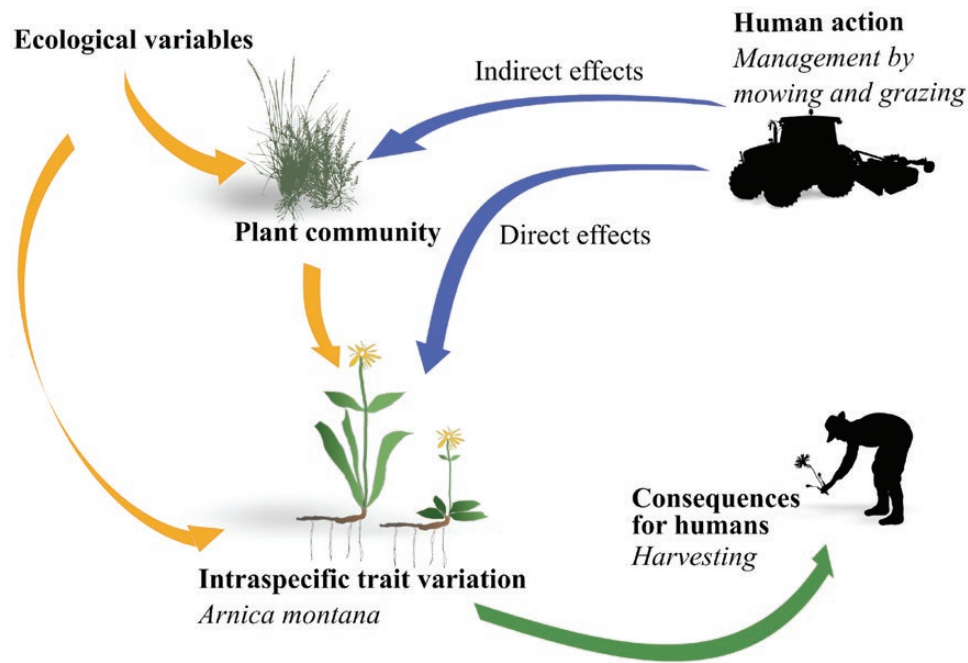 Ecological variables
Human action
Management by
mowing and grazing
Indirect effects
Plant community
Direct effects
Consequences
for humans
Harvesting
Intraspecific trait variation
Arnica montana